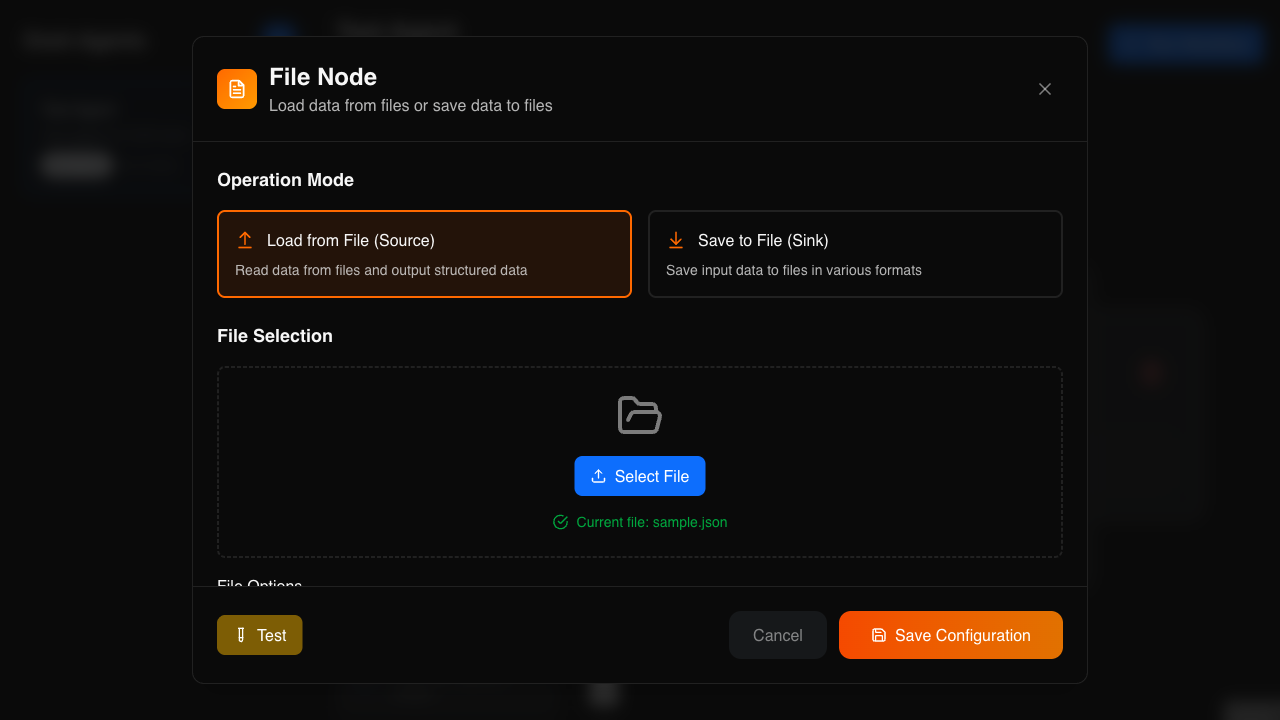 File Node
Load data from files or save data to files
Operation Mode
Load from File (Source)
Read data from files and output structured data
Save to File (Sink)
Save input data to files in various formats
File Selection
Select File
Current file: sample.json
File Options
Test
Cancel
Save Configuration